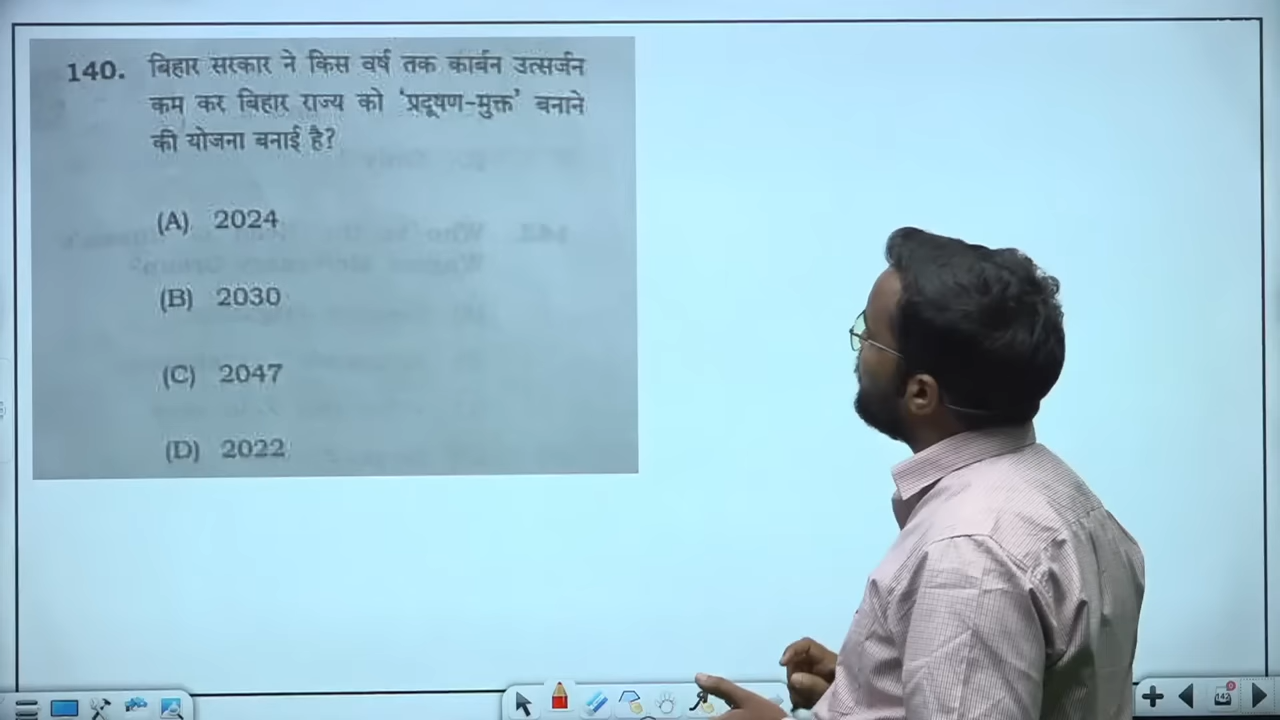 140. बिहार सरकार ने किस वर्ष तक कार्बन उत्सर्जन
कम कर बिहार राज्य को 'प्रदूषण-मुक्त' बनाने
की योजना बनाई है?
(A) 2024
(B) 2030
(C) 2047
(D) 2022
142